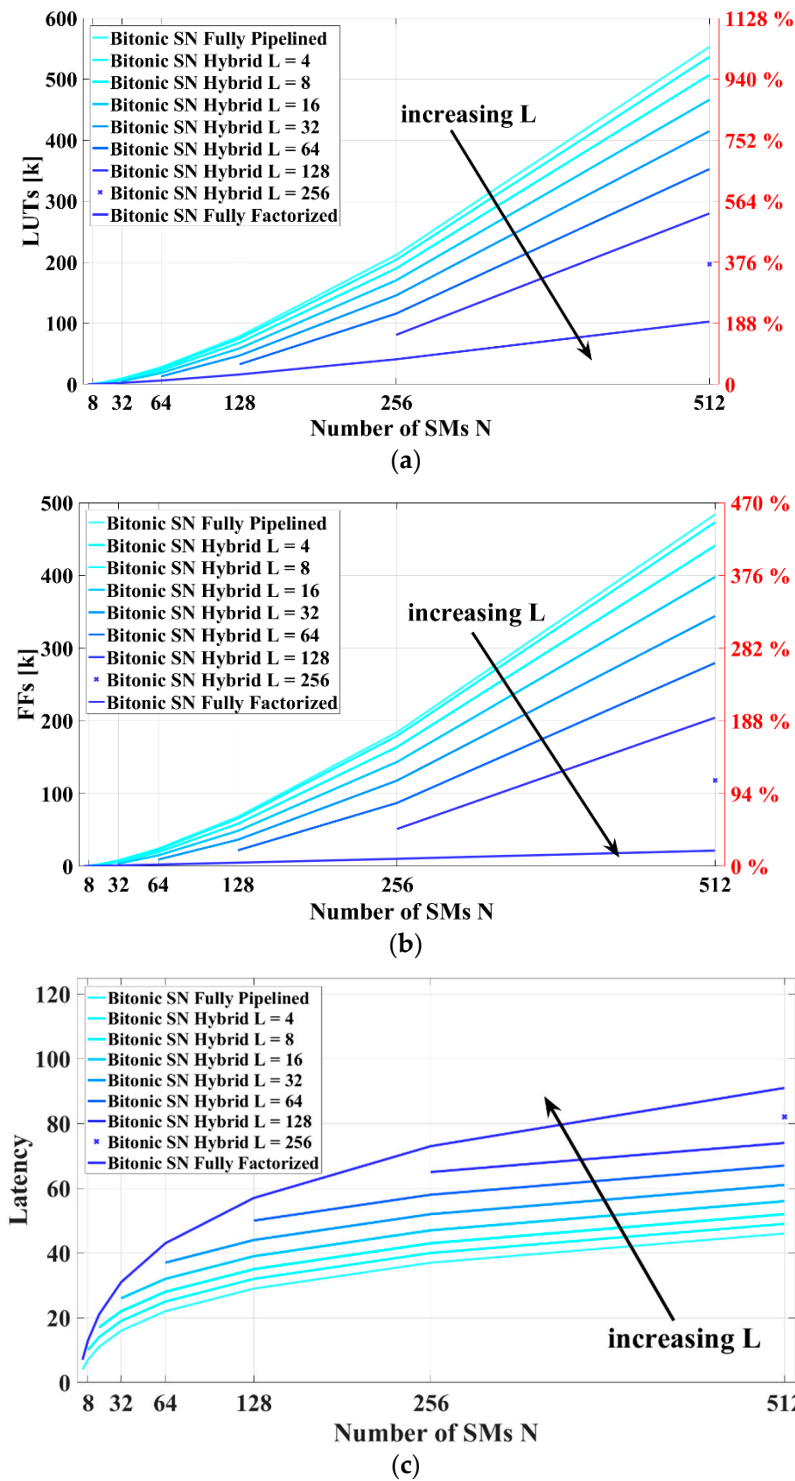 600
500
400
300
200
100
0
LUTs [k]
Bitonic SN Fully Pipelined
Bitonic SN Hybrid L = 4
Bitonic SN Hybrid L = 8
Bitonic SN Hybrid L = 16
Bitonic SN Hybrid L = 32
Bitonic SN Hybrid L = 64
Bitonic SN Hybrid L = 128
Bitonic SN Hybrid L = 256
Bitonic SN Fully Factorized
increasing L
1128 %
940 %
752 %
564 %
376 %
188 %
0
8 32 64 128 256 512
Number of SMs N
(a)
500
400
300
200
100
0
FFs [k]
Bitonic SN Fully Pipelined
Bitonic SN Hybrid L = 4
Bitonic SN Hybrid L = 8
Bitonic SN Hybrid L = 16
Bitonic SN Hybrid L = 32
Bitonic SN Hybrid L = 64
Bitonic SN Hybrid L = 128
Bitonic SN Hybrid L = 256
Bitonic SN Fully Factorized
increasing L
470 %
376 %
282 %
188 %
94 %
0 %
8 32 64 128 256 512
Number of SMs N
(b)
120
100
80
60
40
20
0
Latency
Bitonic SN Fully Pipelined
Bitonic SN Hybrid L = 4
Bitonic SN Hybrid L = 8
Bitonic SN Hybrid L = 16
Bitonic SN Hybrid L = 32
Bitonic SN Hybrid L = 64
Bitonic SN Hybrid L = 128
Bitonic SN Hybrid L = 256
Bitonic SN Fully Factorized
increasing L
8 32 64 128 256 512
Number of SMs N
(c)